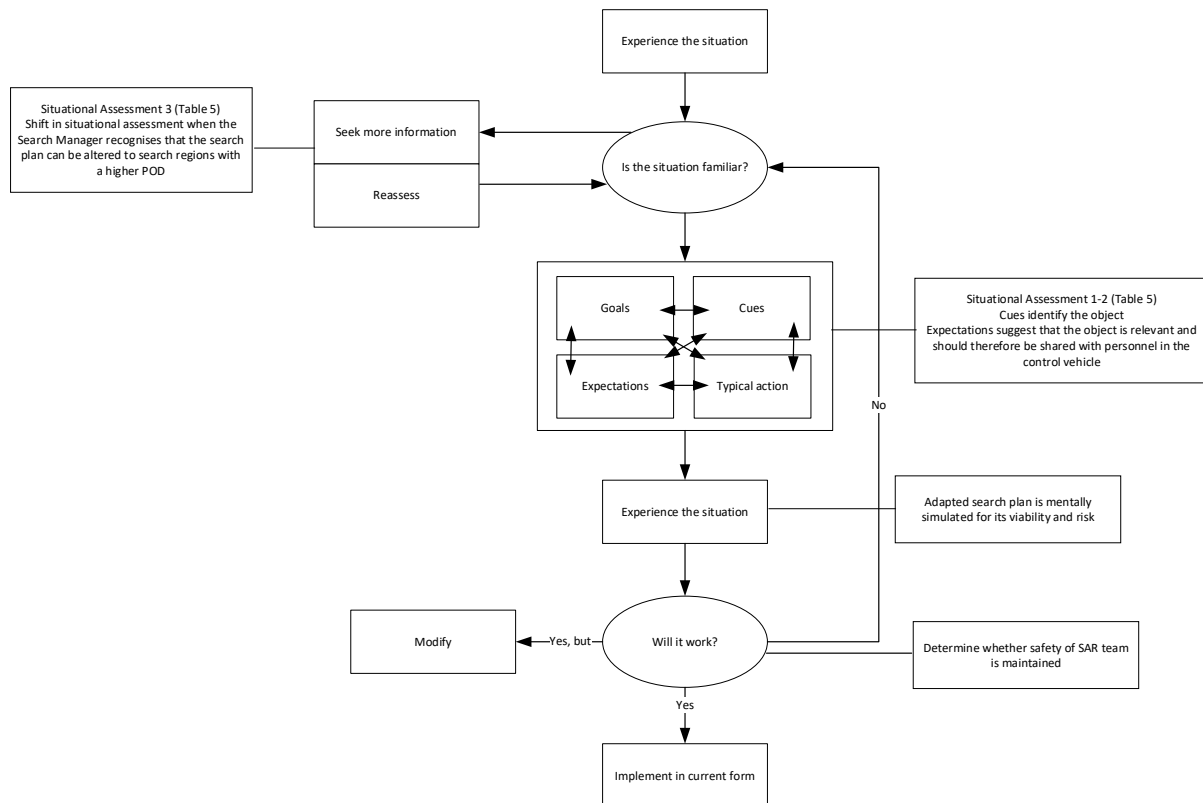 Experience the situation
Situational Assessment 3 (Table 5)
Shift in situational assessment when the
Search Manager recognises that the search
plan can be altered to search regions with
a higher POD
Seek more information
Reassess
Is the situation familiar?
Goals
Cues
Expectations
Typical action
Situational Assessment 1-2 (Table 5)
Cues identify the object
Expectations suggest that the object is relevant and
should therefore be shared with personnel in the
control vehicle
No
Experience the situation
Adapted search plan is mentally
simulated for its viability and risk
Modify
Yes, but
Will it work?
Determine whether safety of SAR team
is maintained
Yes
Implement in current form